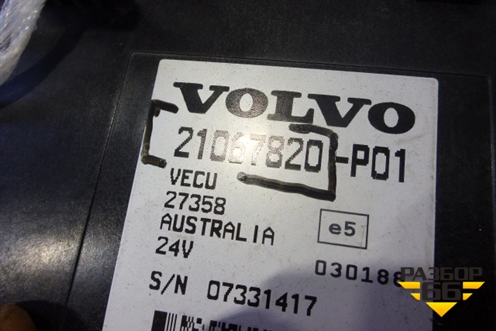 VOLVO
21067820-P01
VECU
27358
AUSTRALIA
e5
24V
030188
S/N 07331417
РАЗБОР
66